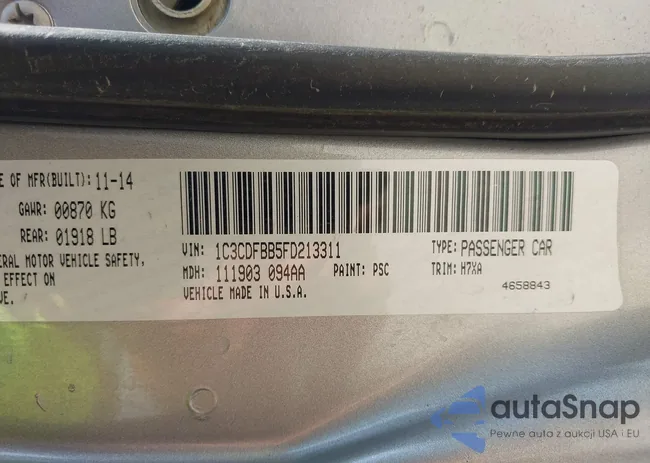 E OF MFR(BUILT): 11-14
GAWR: 00870 KG
REAR: 01918 LB
ERAL MOTOR VEHICLE SAFETY,
EFFECT ON
VE.
VIN: 1C3CDFBB5FD213311
TYPE: PASSENGER CAR
MDH: 111903 094AA
PAINT: PSC
TRIM: H7XA
VEHICLE MADE IN U.S.A.
4658843
autaSnap
Pewne auta z aukcji USA i EU